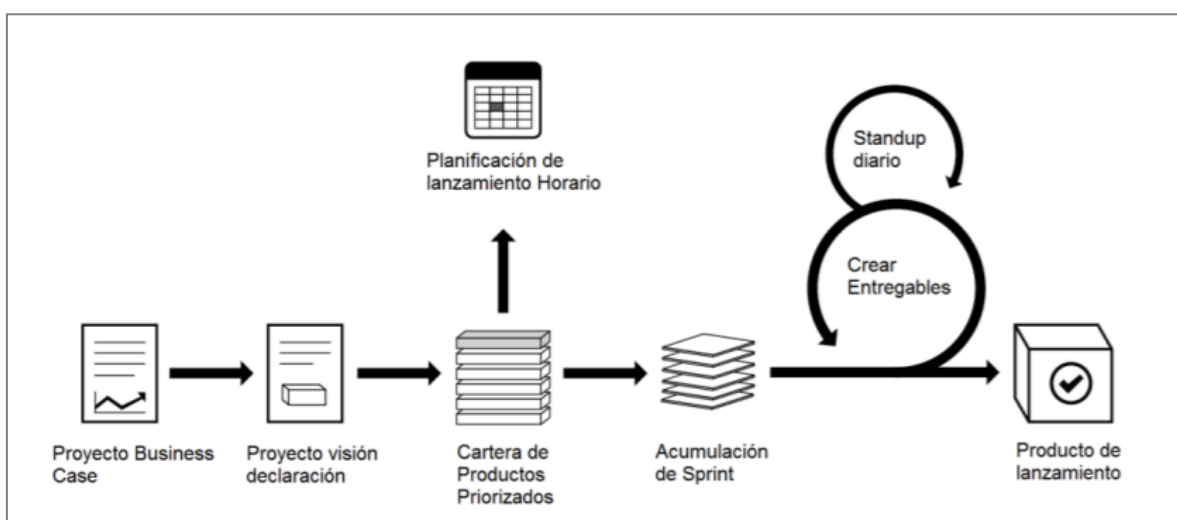 Planificación de
lanzamiento Horario
Standup
diario
Crear
Entregables
Proyecto Business
Case
Proyecto visión
declaración
Cartera de
Productos
Priorizados
Acumulación
de Sprint
Producto de
lanzamiento